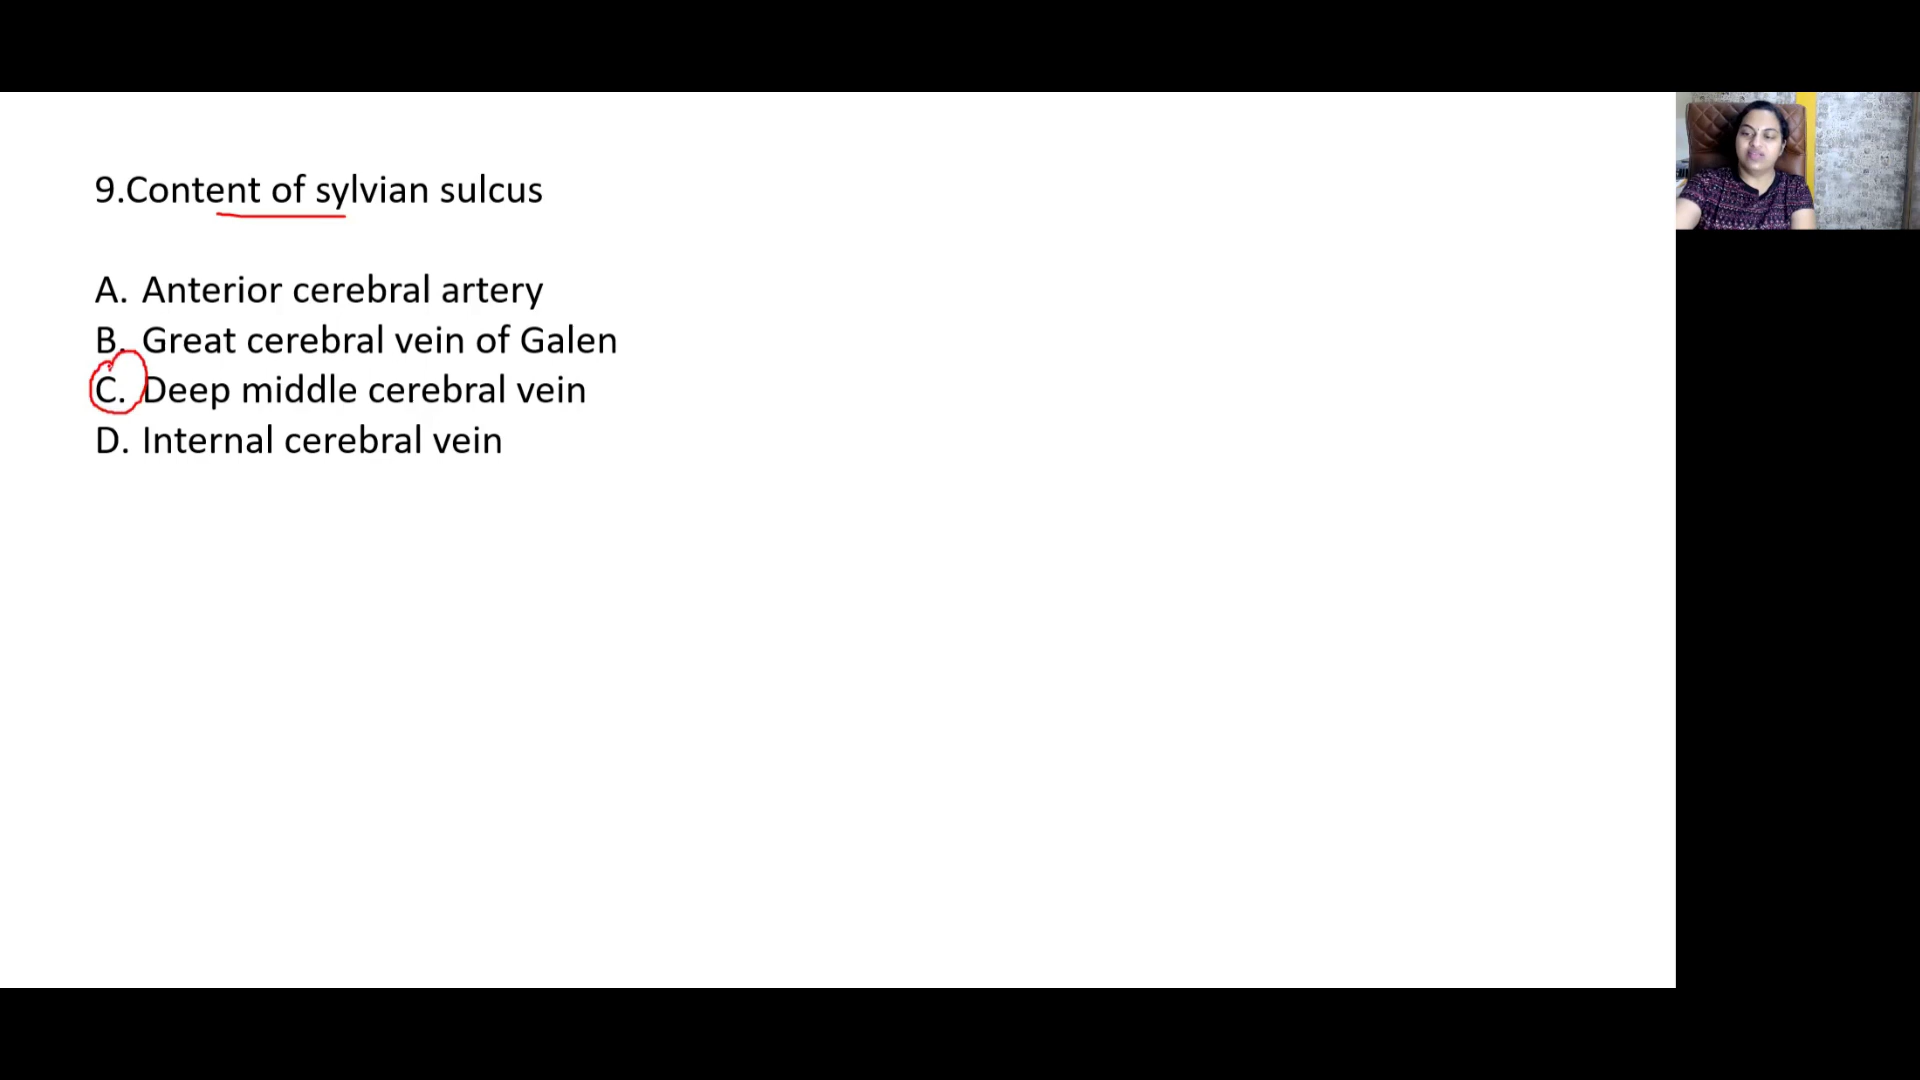 9.Content of sylvian sulcus
A. Anterior cerebral artery
B. Great cerebral vein of Galen
C. Deep middle cerebral vein
D. Internal cerebral vein